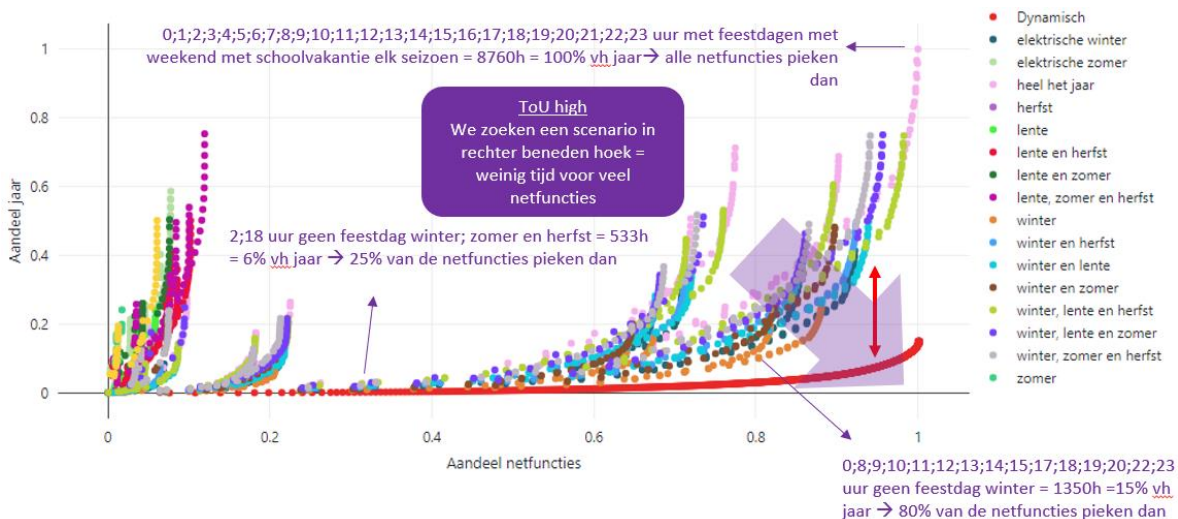 0;1;2;3;4;5;6;7;8;9;10;11;12;13;14;15;16;17;18;19;20;21;22;23 uur met feestdagen met
weekend met schoolvakantie elk seizoen = 8760h = 100% vh jaar→ alle netfuncties pieken
dan
ToU high
We zoeken een scenario in
rechter beneden hoek =
weinig tijd voor veel
netfuncties
2;18 uur geen feestdag winter; zomer en herfst = 533h
= 6% vh jaar → 25% van de netfuncties pieken dan
0;8;9;10;11;12;13;14;15;17;18;19;20;22;23
uur geen feestdag winter = 1350h =15% vh
jaar → 80% van de netfuncties pieken dan
Aandeel jaar
1
0.8
0.6
0.4
0.2
0
0
0.2
0.4
0.6
0.8
1
Aandeel netfuncties
Dynamisch
elektrische winter
elektrische zomer
heel het jaar
herfst
lente
lente en herfst
lente en zomer
lente, zomer en herfst
winter
winter en herfst
winter en lente
winter en zomer
winter, lente en herfst
winter, lente en zomer
winter, zomer en herfst
zomer